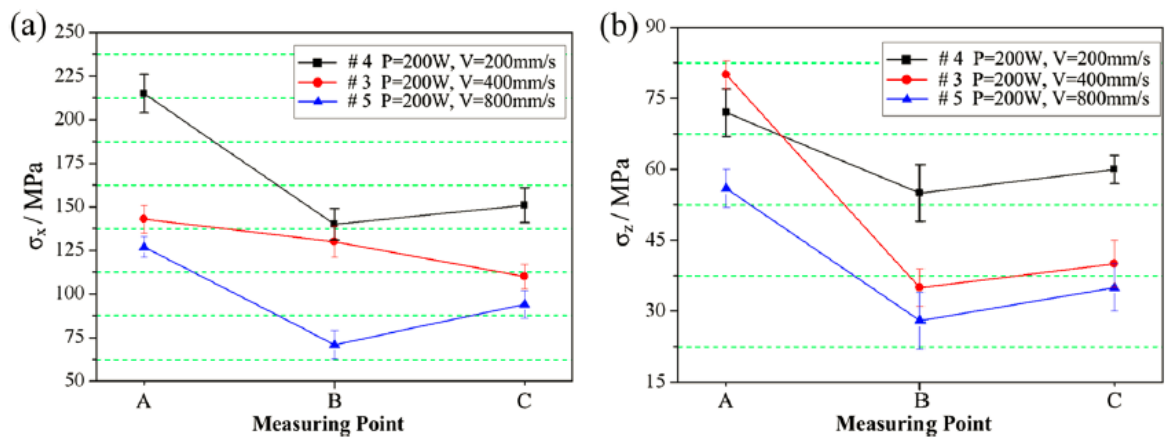 (a)
250
225
200
175
150
125
100
75
50
σx / MPa
# 4 P=200W, V=200mm/s
# 3 P=200W, V=400mm/s
# 5 P=200W, V=800mm/s
A B C
Measuring Point
(b)
90
75
60
45
30
15
σz / MPa
# 4 P=200W, V=200mm/s
# 3 P=200W, V=400mm/s
# 5 P=200W, V=800mm/s
A B C
Measuring Point